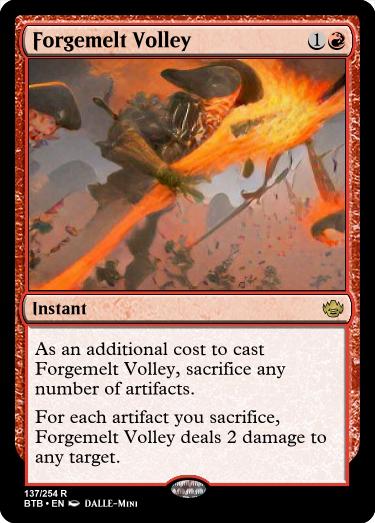 Forgemelt Volley 1
Instant
As an additional cost to cast
Forgemelt Volley, sacrifice any
number of artifacts.
For each artifact you sacrifice,
Forgemelt Volley deals 2 damage to
any target.
137/254 R
BTB • EN DALLE-Mini